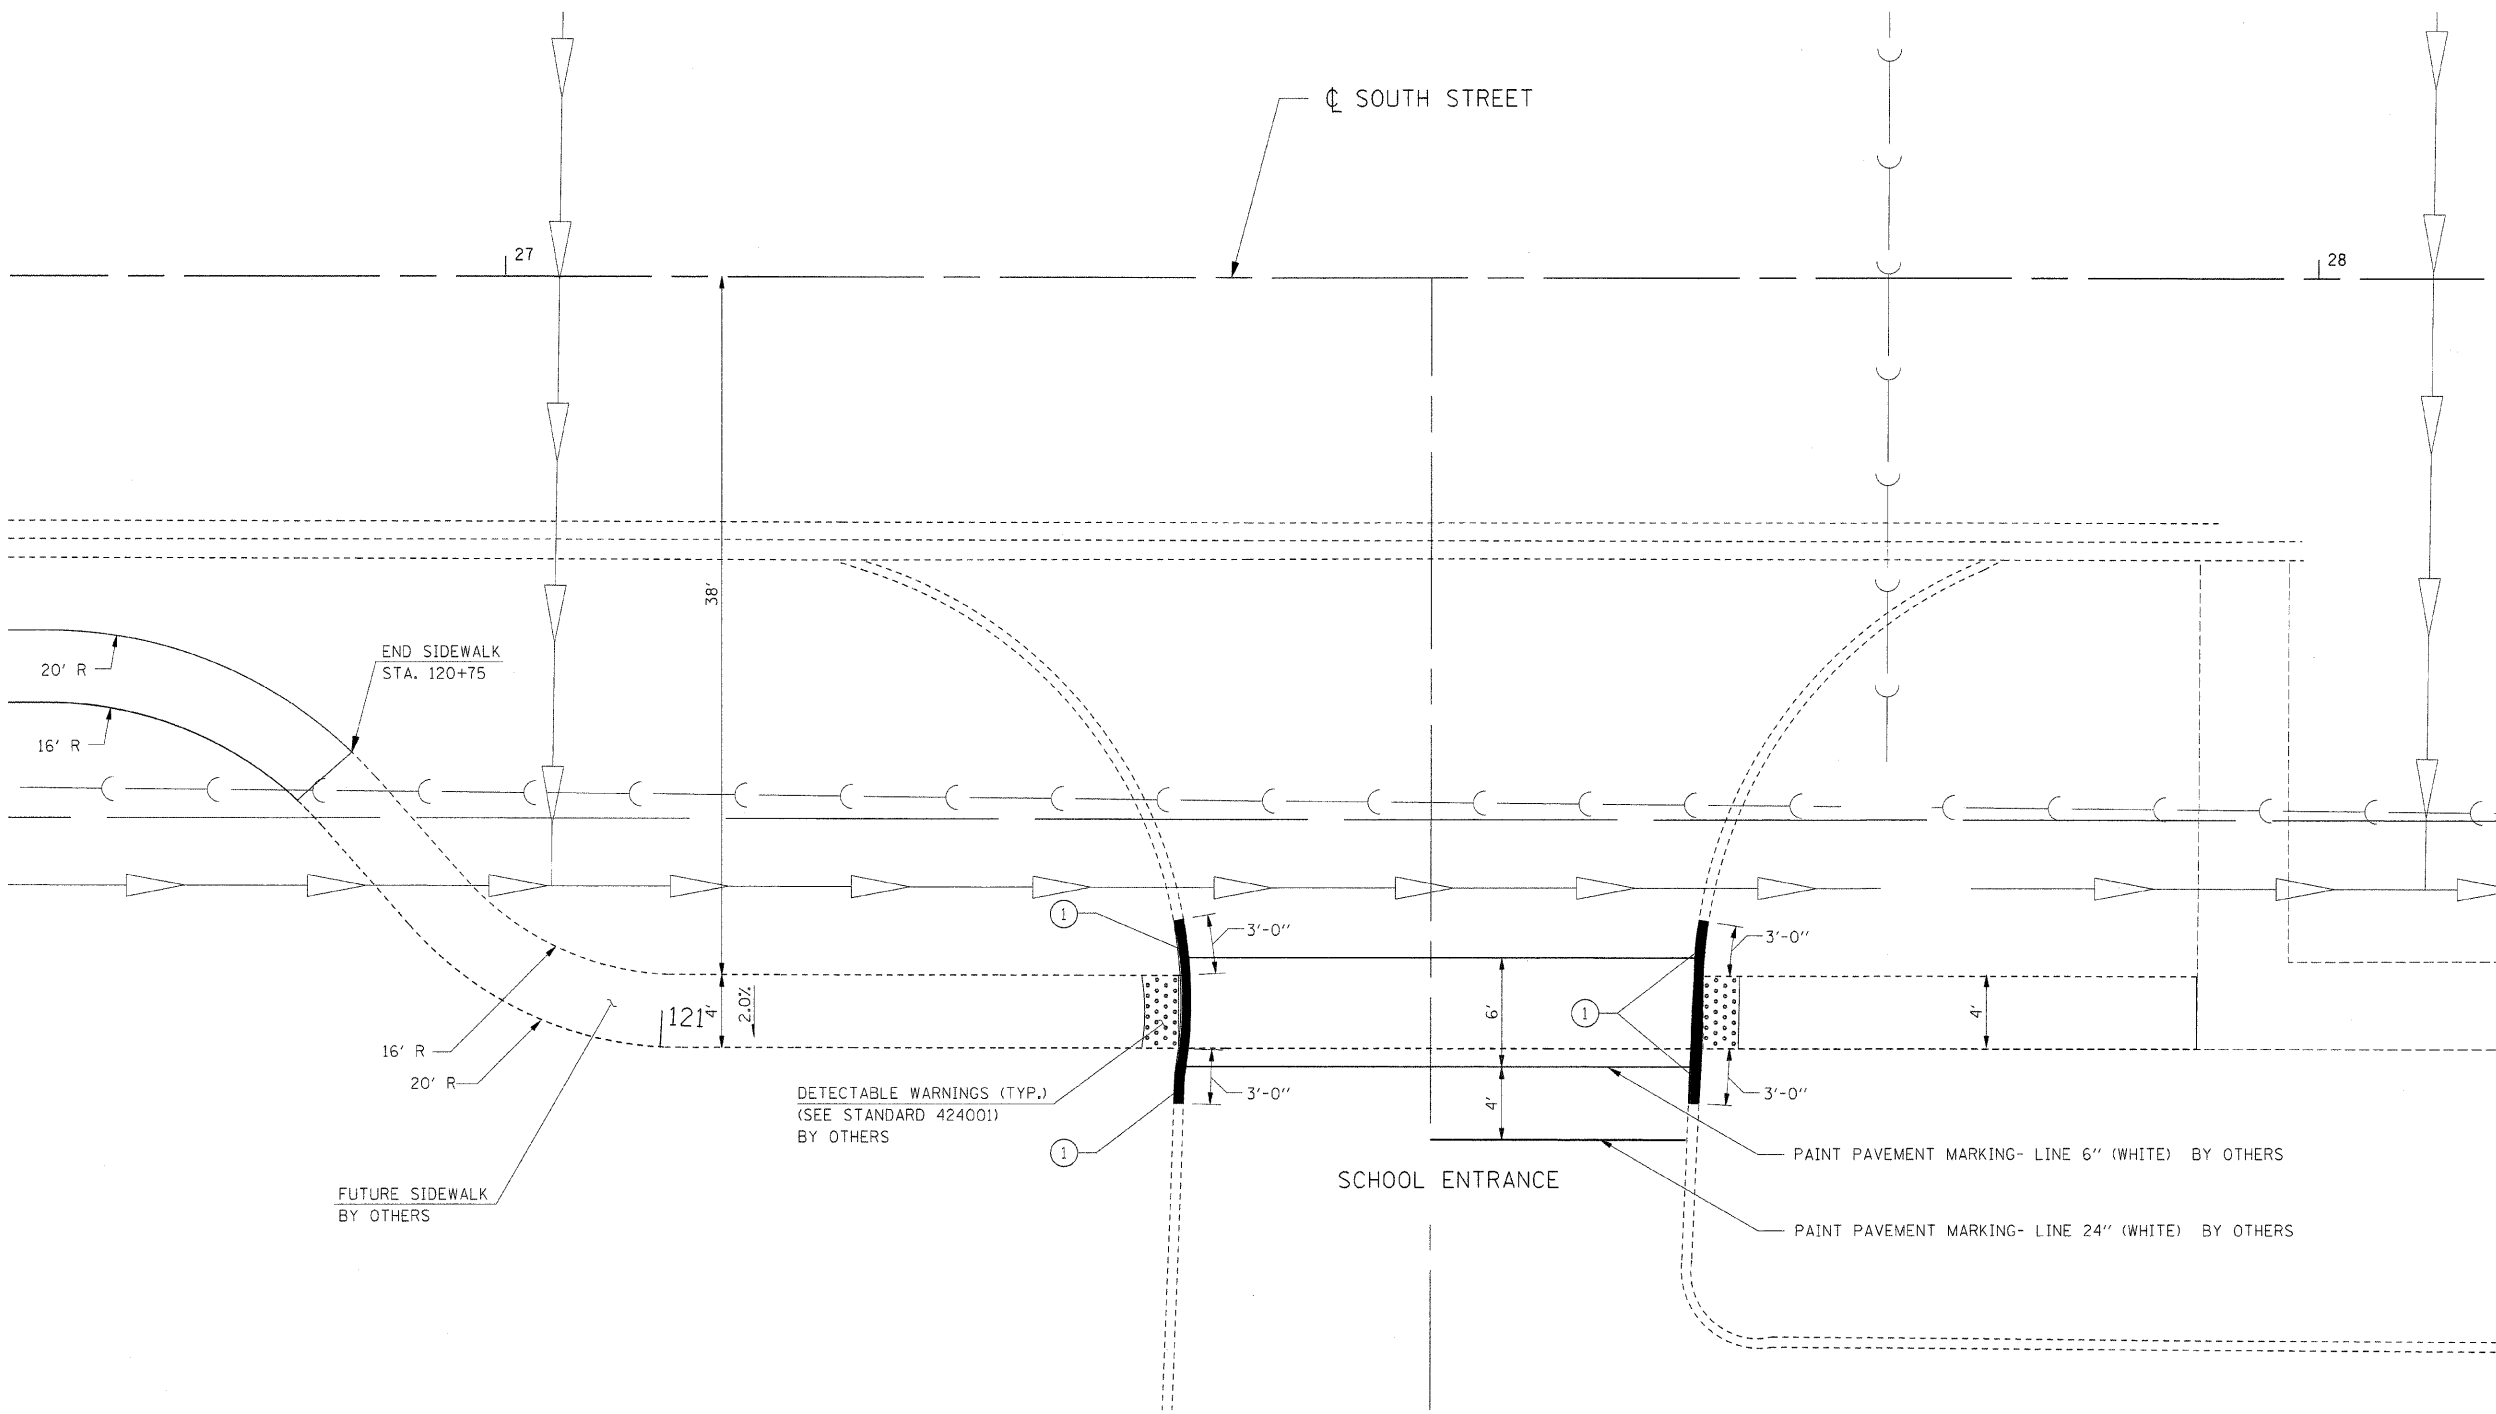 ℄ SOUTH STREET
27
28
38'
END SIDEWALK
STA. 120+75
20' R
16' R
1
3'-0"
3'-0"
121
4'
2.0%
6'
1
4'
16' R
20' R
DETECTABLE WARNINGS (TYP.)
(SEE STANDARD 424001)
BY OTHERS
3'-0"
3'-0"
4'
1
PAINT PAVEMENT MARKING- LINE 6" (WHITE) BY OTHERS
SCHOOL ENTRANCE
FUTURE SIDEWALK
BY OTHERS
PAINT PAVEMENT MARKING- LINE 24" (WHITE) BY OTHERS